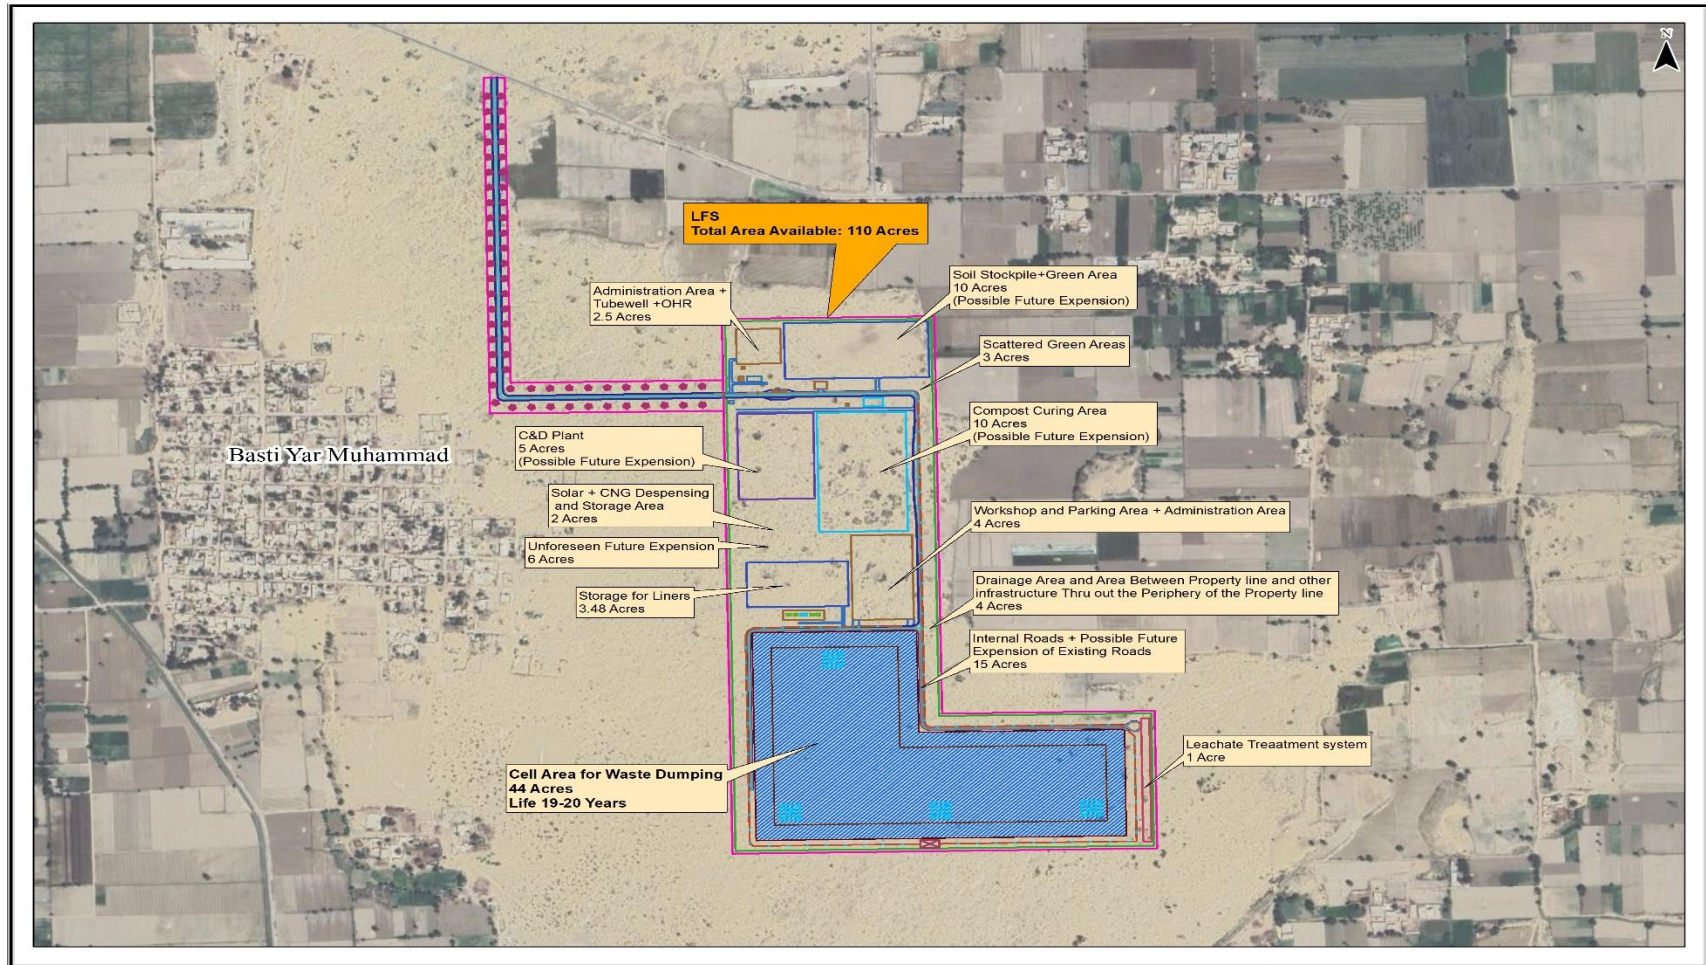 N
LFS
Total Area Available: 110 Acres
Soil Stockpile+Green Area
10 Acres
(Possible Future Expension)
Administration Area +
Tubewell +OHR
2.5 Acres
Scattered Green Areas
3 Acres
Compost Curing Area
10 Acres
(Possible Future Expension)
C&D Plant
5 Acres
(Possible Future Expension)
Basti Yar Muhammad
Solar + CNG Despensing
and Storage Area
2 Acres
Workshop and Parking Area + Administration Area
4 Acres
Unforeseen Future Expension
6 Acres
Drainage Area and Area Between Property line and other
infrastructure Thru out the Periphery of the Property line
4 Acres
Storage for Liners
3.48 Acres
Internal Roads + Possible Future
Expension of Existing Roads
15 Acres
Leachate Treaatment system
1 Acre
Cell Area for Waste Dumping
44 Acres
Life 19-20 Years